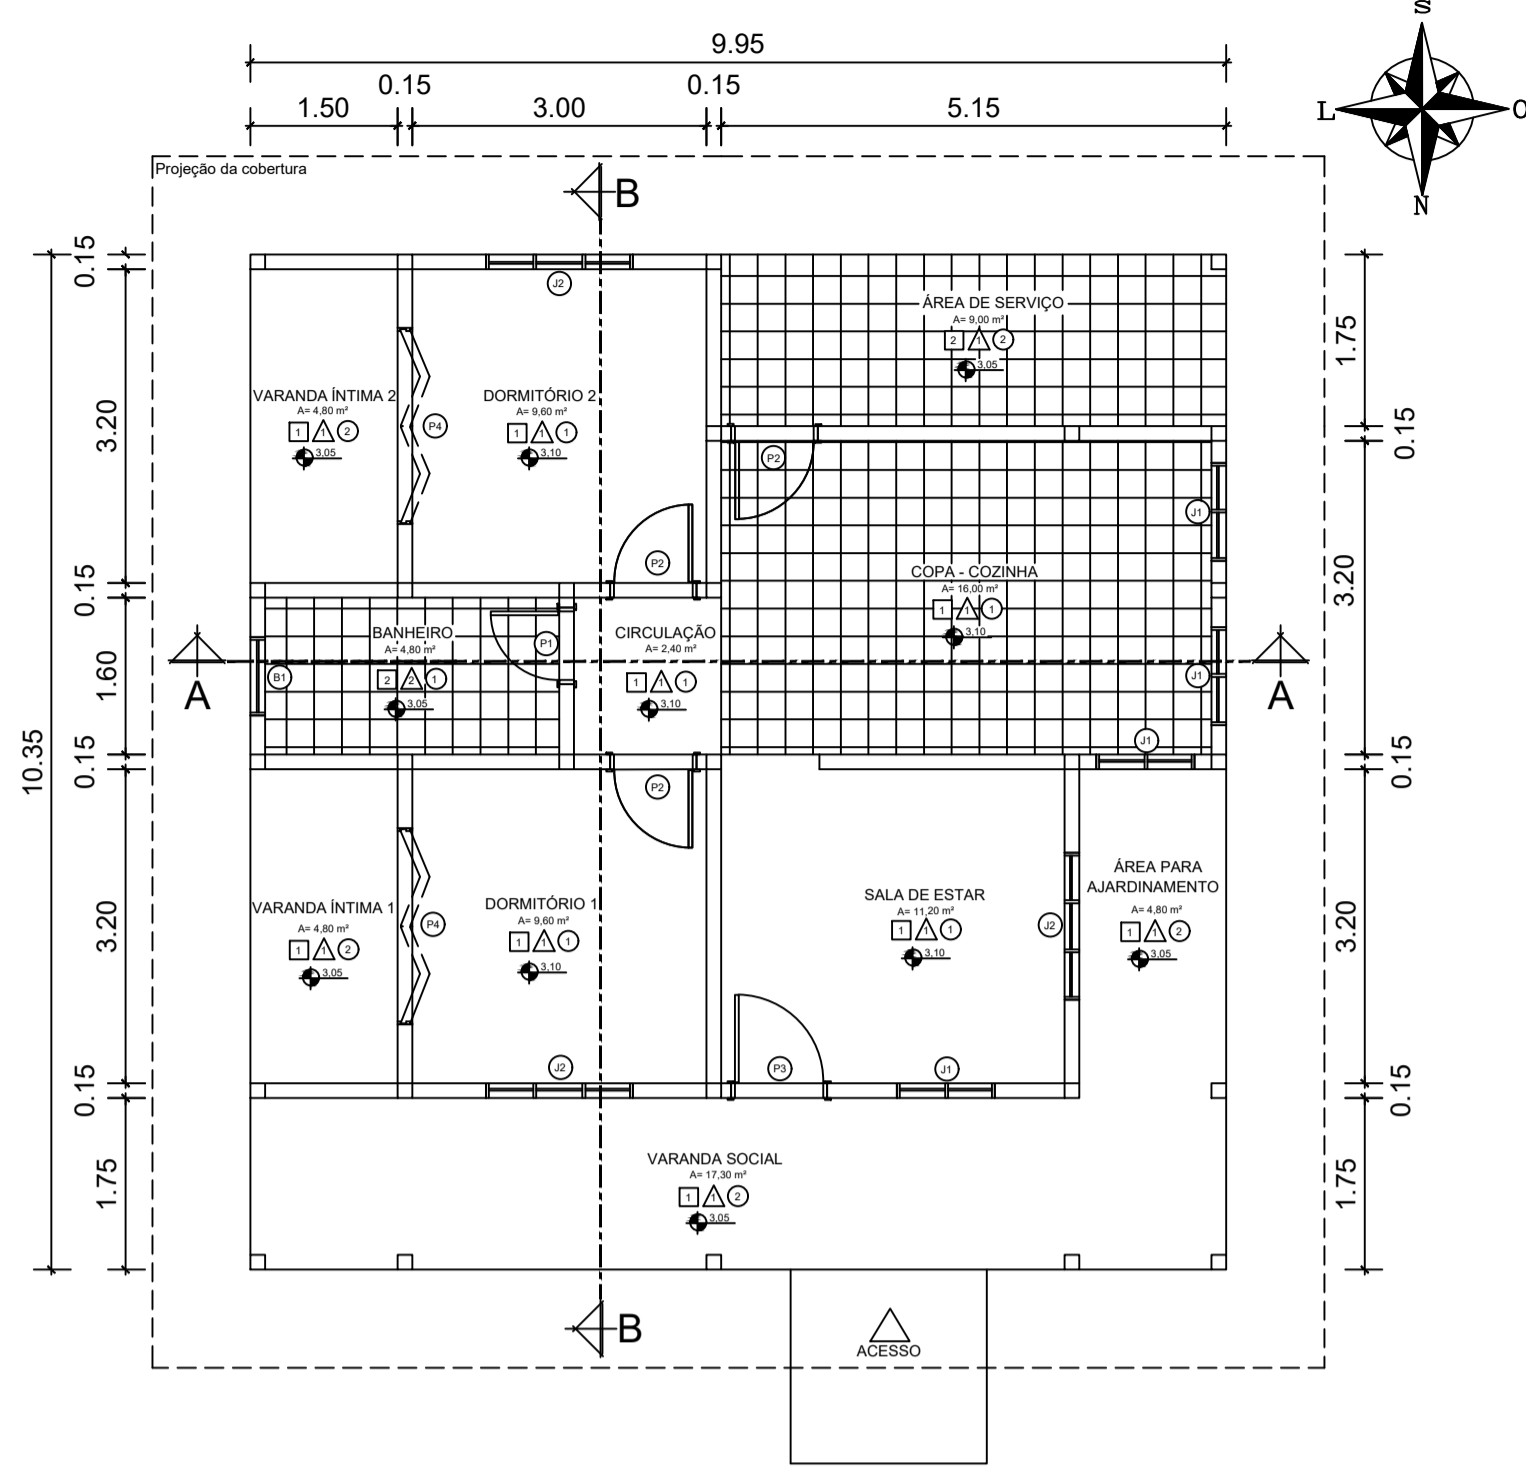 S
9.95
0.15
0.15
1.50
3.00
5.15
L
O
N
Projeção da cobertura
B
0.15
J2
ÁREA DE SERVIÇO
A= 9,00 m²
2 1 2
3,05
1.75
VARANDA ÍNTIMA 2
A= 4,80 m²
1 1 2
3,05
P4
DORMITÓRIO 2
A= 9,60 m²
1 1 1
3,10
3.20
0.15
P2
J1
P2
COPA - COZINHA
A= 16,00 m²
1 1 1
3,10
3.20
0.15
BANHEIRO
A= 4,80 m²
2 2 1
3,05
P1
B1
CIRCULAÇÃO
A= 2,40 m²
1 1 1
3,10
J1
1.60
A
A
J1
10.35
0.15
0.15
P2
VARANDA ÍNTIMA 1
A= 4,80 m²
1 1 2
3,05
P4
DORMITÓRIO 1
A= 9,60 m²
1 1 1
3,10
SALA DE ESTAR
A= 11,20 m²
1 1 1
3,10
J2
ÁREA PARA
AJARDINAMENTO
A= 4,80 m²
1 1 2
3,05
3.20
3.20
J2
P3
J1
0.15
0.15
VARANDA SOCIAL
A= 17,30 m²
1 1 2
3,05
1.75
1.75
B
ACESSO